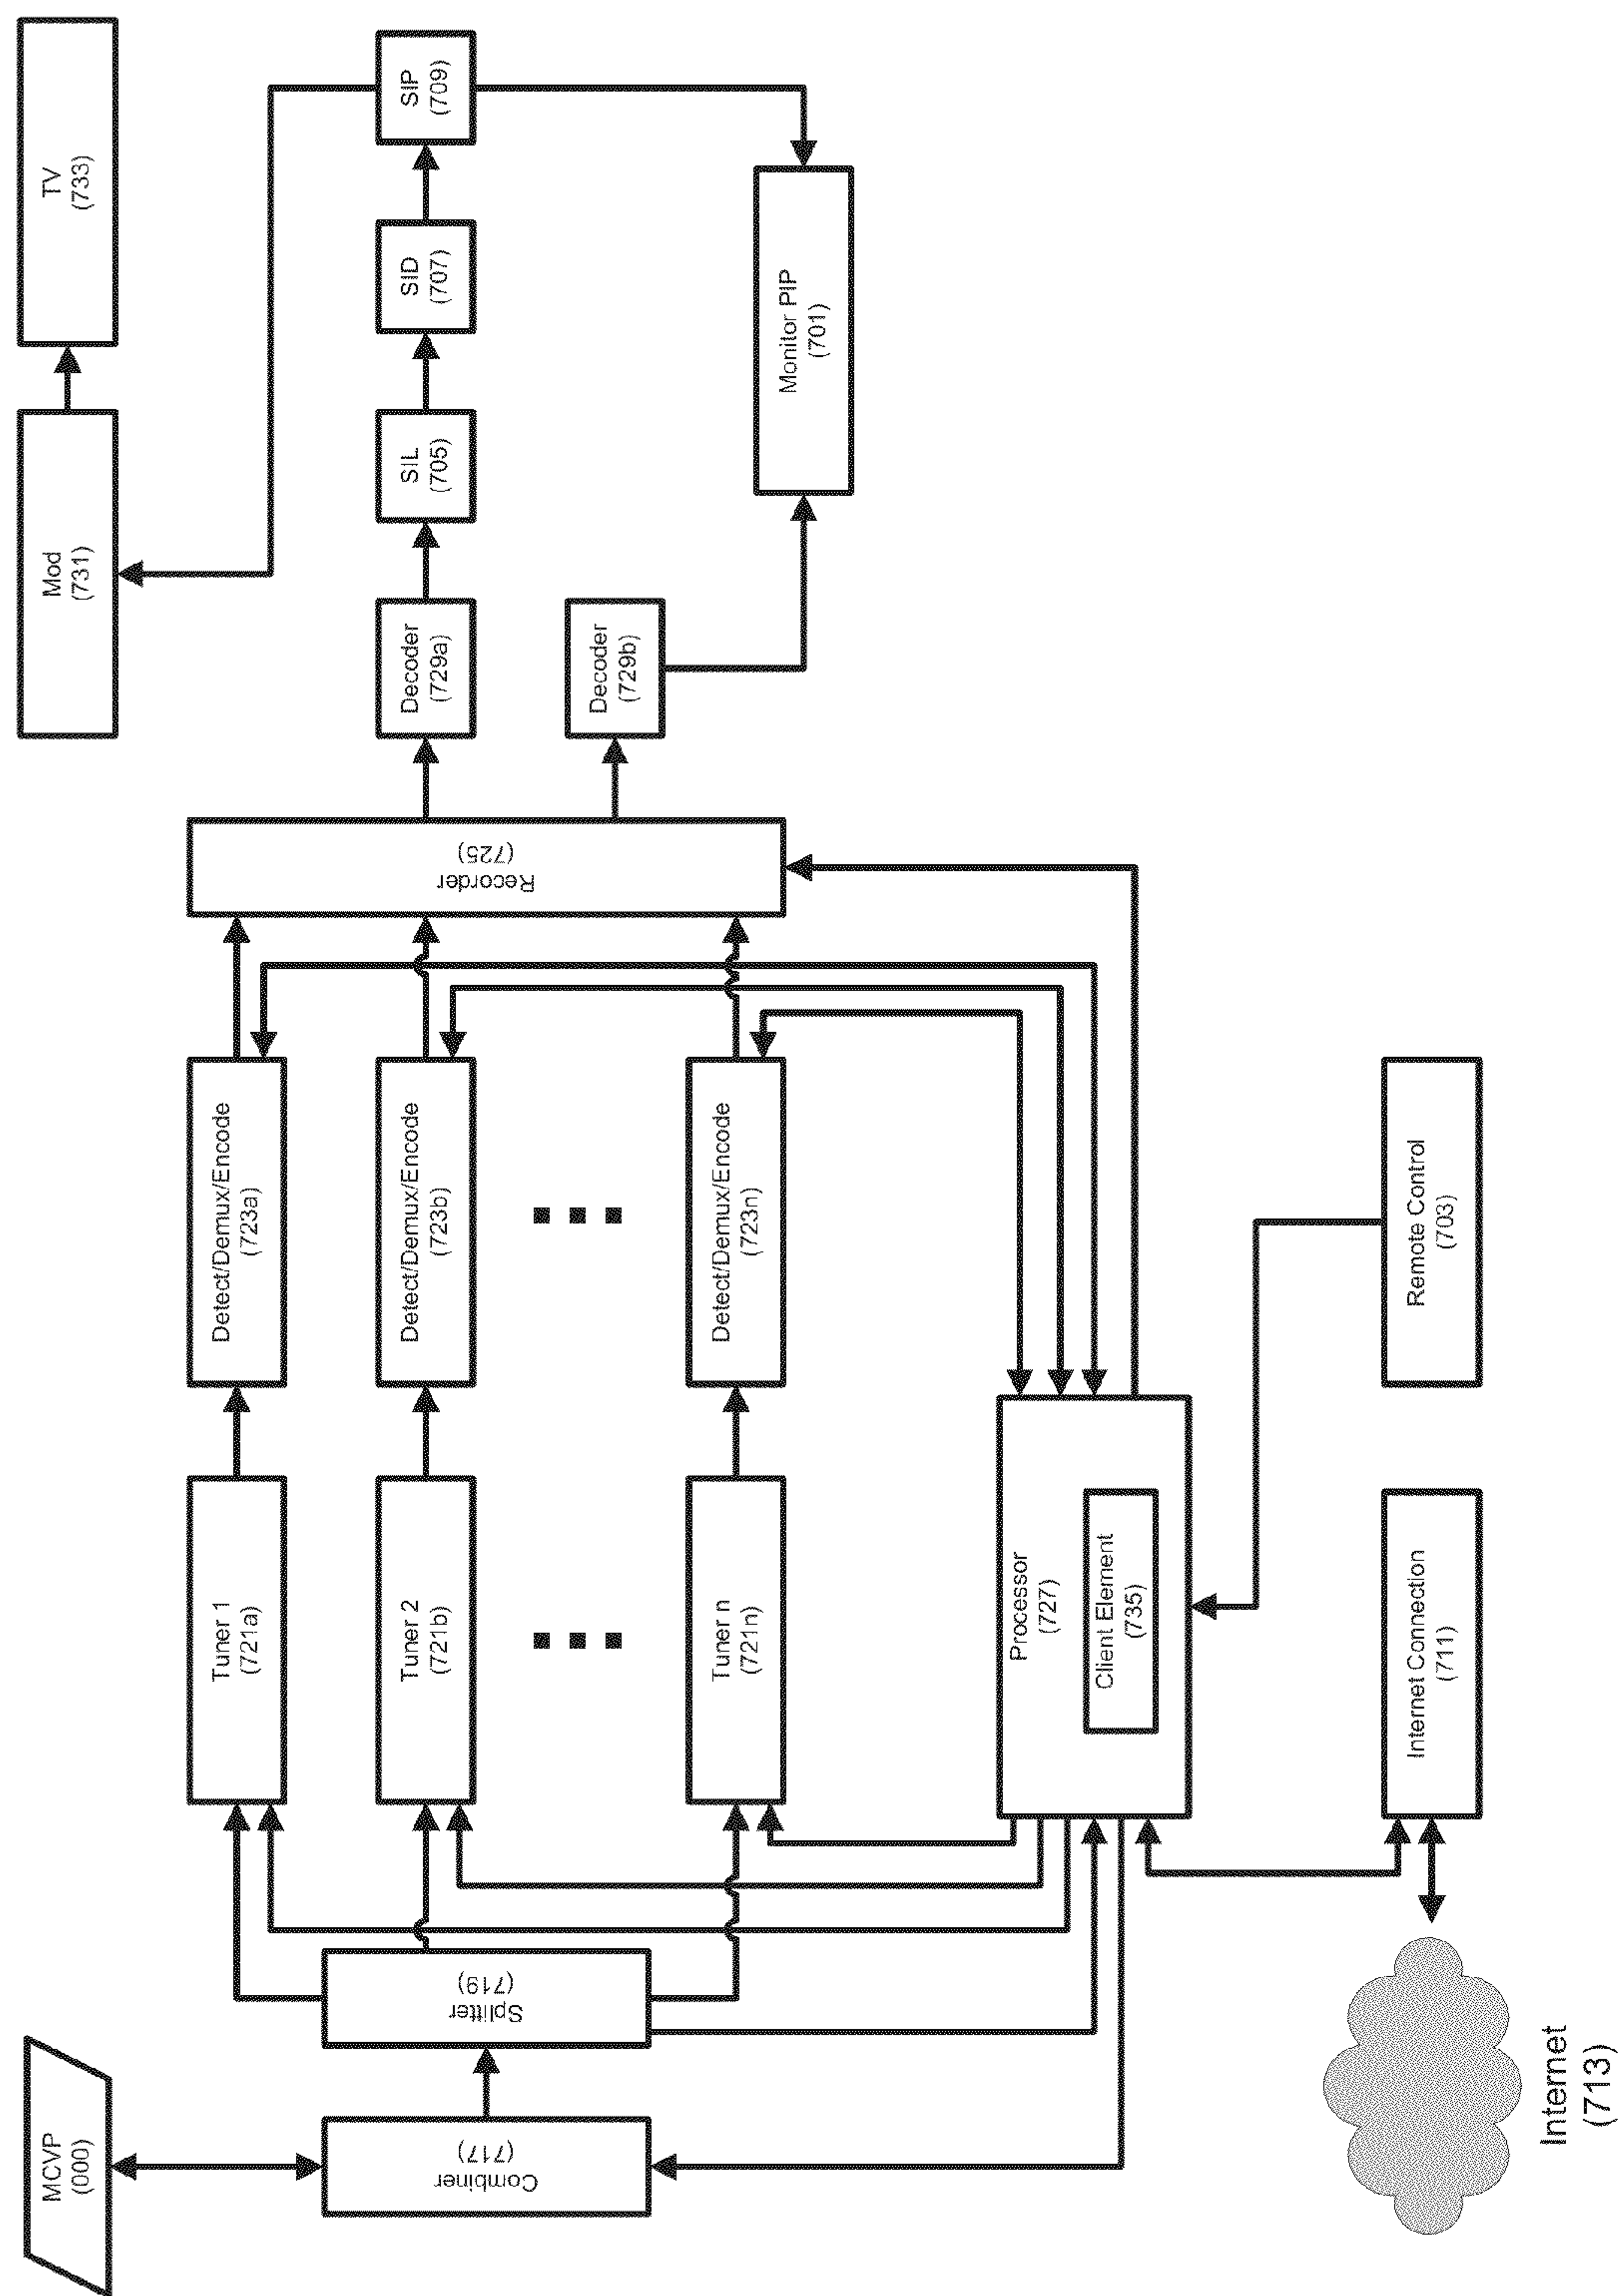 MCVP
(000)
Combiner
(717)
Splitter
(719)
Tuner 1
(721a)
Tuner 2
(721b)
Tuner n
(721n)
Detect/Demux/Encode
(723a)
Detect/Demux/Encode
(723b)
Detect/Demux/Encode
(723n)
Recorder
(725)
Processor
(727)
Client Element
(735)
Internet
(713)
Internet Connection
(711)
Remote Control
(703)
Decoder
(729a)
Decoder
(729b)
SIL
(705)
SID
(707)
SIP
(709)
Monitor PIP
(701)
Mod
(731)
TV
(733)